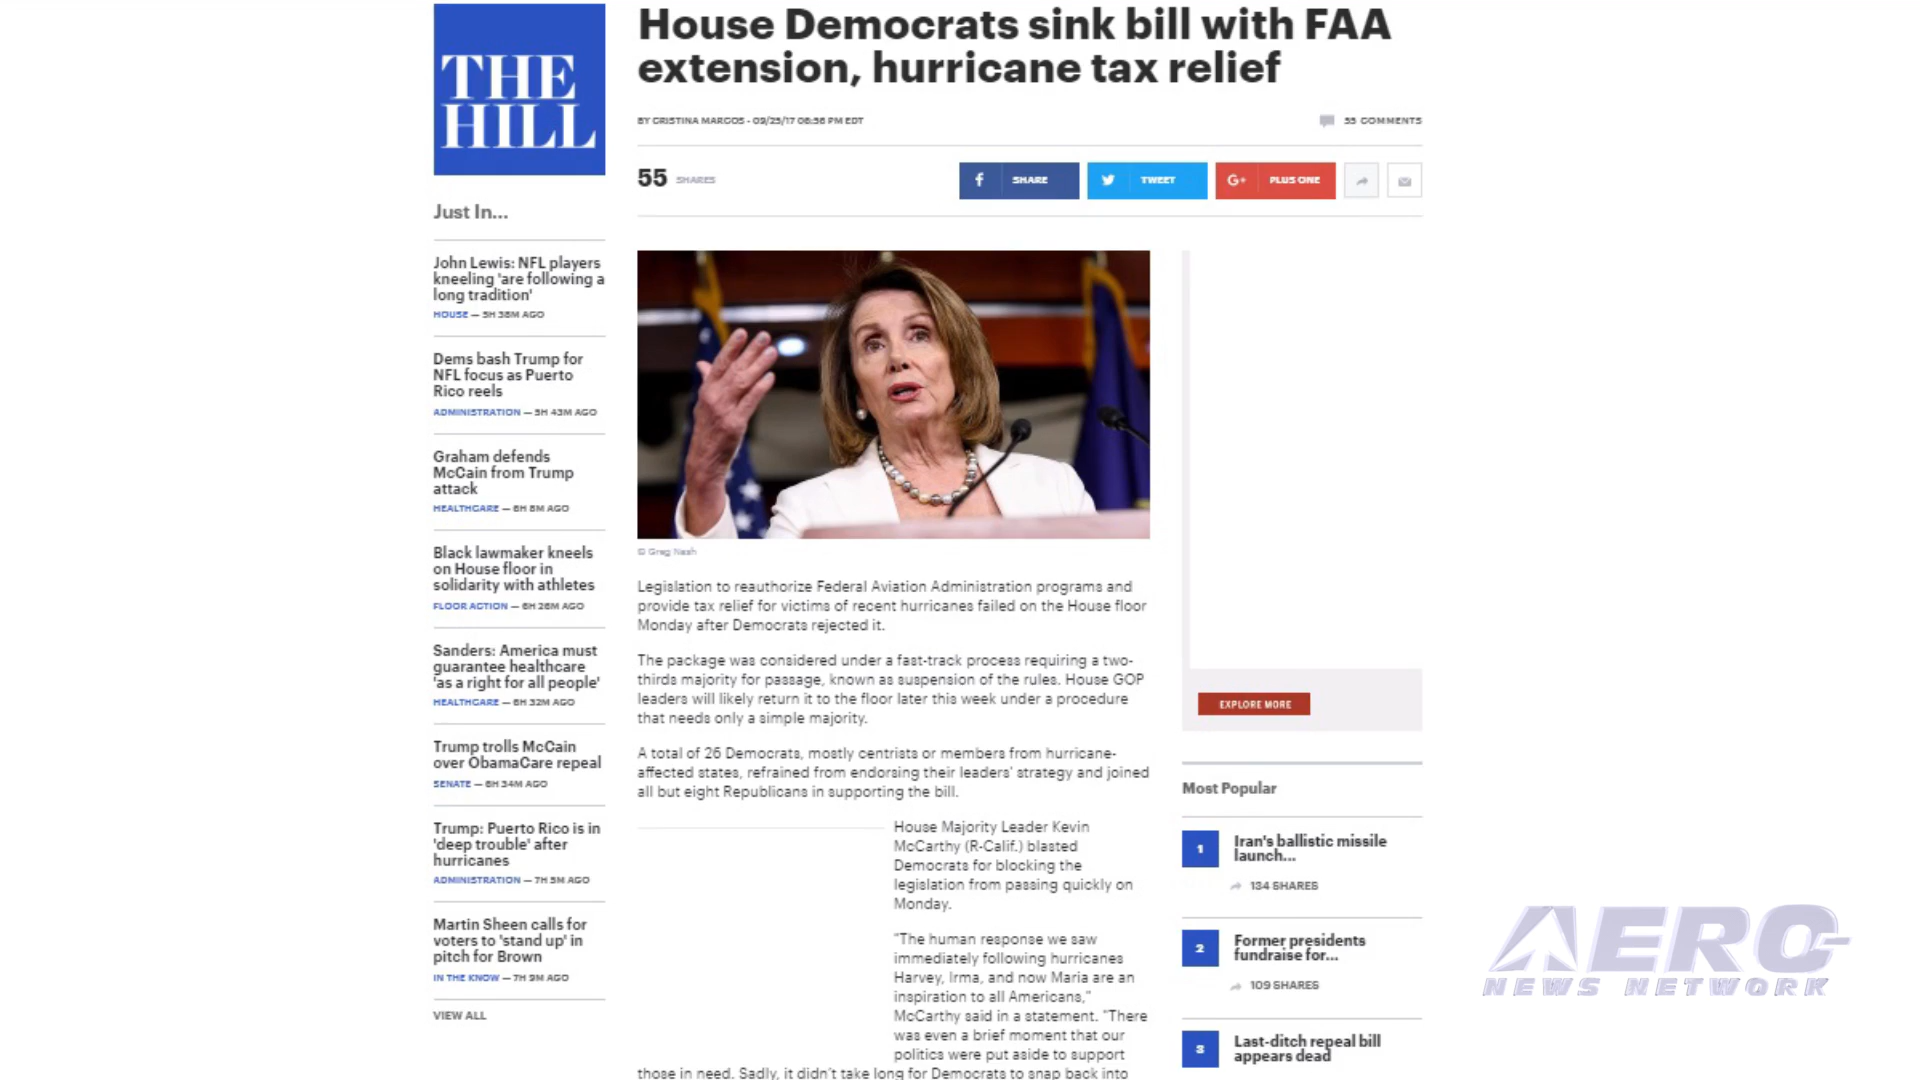 THE
HILL
House Democrats sink bill with FAA
extension, hurricane tax relief
BY CRISTINA MARCOS - 09/25/17 06:56 PM EDT
55 COMMENTS
55 SHARES
SHARE
TWEET
G+ PLUS ONE
Just In...
John Lewis: NFL players
kneeling 'are following a
long tradition'
HOUSE — 5H 38M AGO
Dems bash Trump for
NFL focus as Puerto
Rico reels
ADMINISTRATION — 5H 43M AGO
Graham defends
McCain from Trump
attack
HEALTHCARE — 6H 8M AGO
Black lawmaker kneels
on House floor in
solidarity with athletes
FLOOR ACTION — 6H 26M AGO
Sanders: America must
guarantee healthcare
'as a right for all people'
HEALTHCARE — 6H 32M AGO
Trump trolls McCain
over ObamaCare repeal
SENATE — 6H 34M AGO
Trump: Puerto Rico is in
'deep trouble' after
hurricanes
ADMINISTRATION — 7H 5M AGO
Martin Sheen calls for
voters to 'stand up' in
pitch for Brown
IN THE KNOW — 7H 9M AGO
VIEW ALL
© Greg Nash
Legislation to reauthorize Federal Aviation Administration programs and
provide tax relief for victims of recent hurricanes failed on the House floor
Monday after Democrats rejected it.
The package was considered under a fast-track process requiring a two-
thirds majority for passage, known as suspension of the rules. House GOP
leaders will likely return it to the floor later this week under a procedure
that needs only a simple majority.
A total of 26 Democrats, mostly centrists or members from hurricane-
affected states, refrained from endorsing their leaders' strategy and joined
all but eight Republicans in supporting the bill.
House Majority Leader Kevin
McCarthy (R-Calif.) blasted
Democrats for blocking the
legislation from passing quickly on
Monday.
"The human response we saw
immediately following hurricanes
Harvey, Irma, and now Maria are an
inspiration to all Americans,"
McCarthy said in a statement. "There
was even a brief moment that our
politics were put aside to support
those in need. Sadly, it didn't take long for Democrats to snap back into
EXPLORE MORE
Most Popular
1 Iran's ballistic missile
launch...
134 SHARES
2 Former presidents
fundraise for...
109 SHARES
3 Last-ditch repeal bill
appears dead
AERO-
NEWS NETWORK